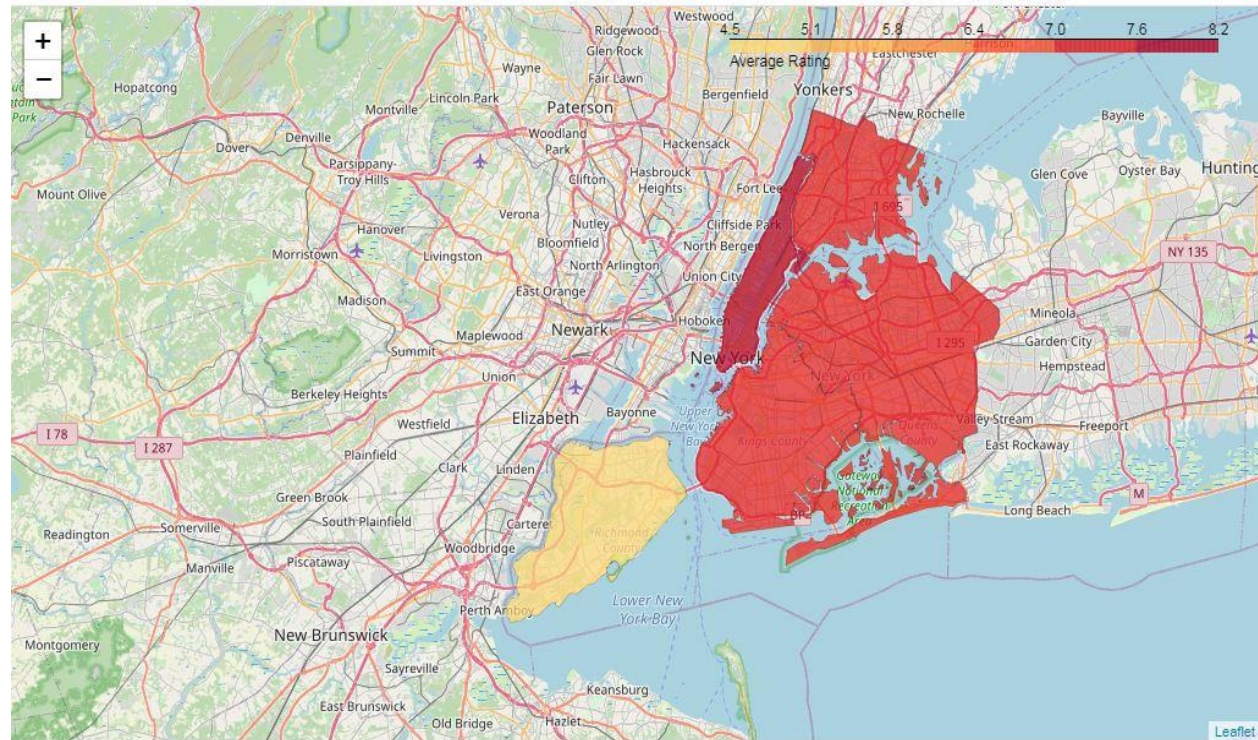 +
−
4.5 5.1 5.8 6.4 7.0 7.6 8.2
Average Rating
Westwood
Ridgewood
Glen Rock
Eastchester
Harrison
Hopatcong
Wayne
Fair Lawn
Yonkers
Lincoln Park
Bergenfield
Montville
Paterson
New Rochelle
Bayville
Denville
Woodland Park
Hackensack
Dover
Parsippany-Troy Hills
Clifton
Hasbrouck Heights
Glen Cove
Oyster Bay
Hunting
Mount Olive
Fort Lee
I 695
Verona
Nutley
Cliffside Park
Hanover
Bloomfield
North Bergen
NY 135
Morristown
Livingston
North Arlington
Union City
East Orange
Madison
Mineola
Maplewood
Newark
Hoboken
I 295
Garden City
Summit
New York
Hempstead
Union
New York
Berkeley Heights
Elizabeth
Bayonne
Upper New York Bay
Valley Stream
Freeport
Westfield
I 78
I 287
Kings County
Queens County
East Rockaway
Plainfield
Linden
Clark
Gateway National Recreation Area
M
Green Brook
Long Beach
BP
South Plainfield
Carteret
Somerville
Readington
Richmond County
Woodbridge
Manville
Piscataway
Lower New York Bay
Perth Amboy
New Brunswick
Montgomery
Sayreville
Keansburg
East Brunswick
Old Bridge
Hazlet
Leaflet